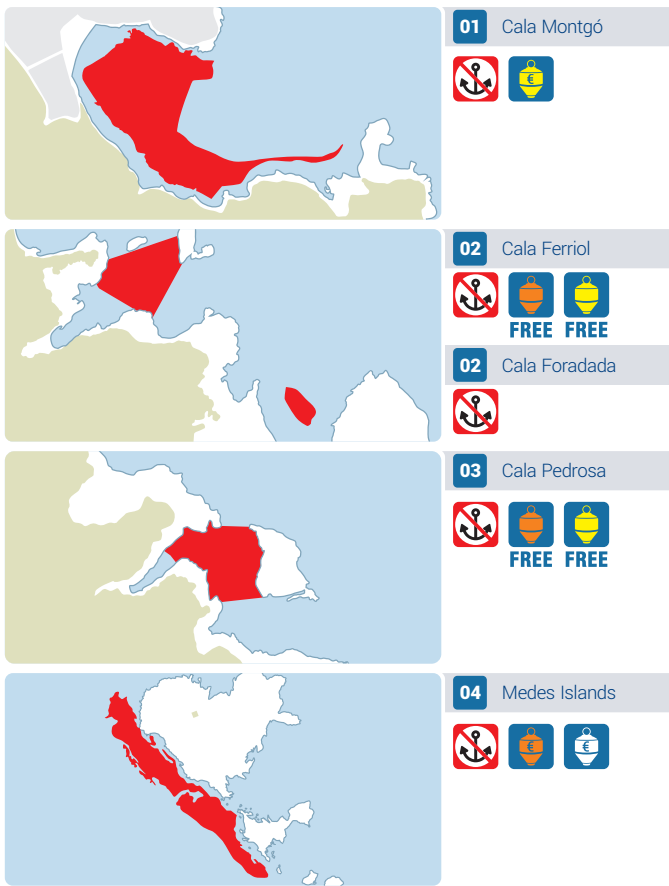 01 Cala Montgó
€
02 Cala Ferriol
FREE FREE
02 Cala Foradada
03 Cala Pedrosa
FREE FREE
04 Medes Islands
€ €